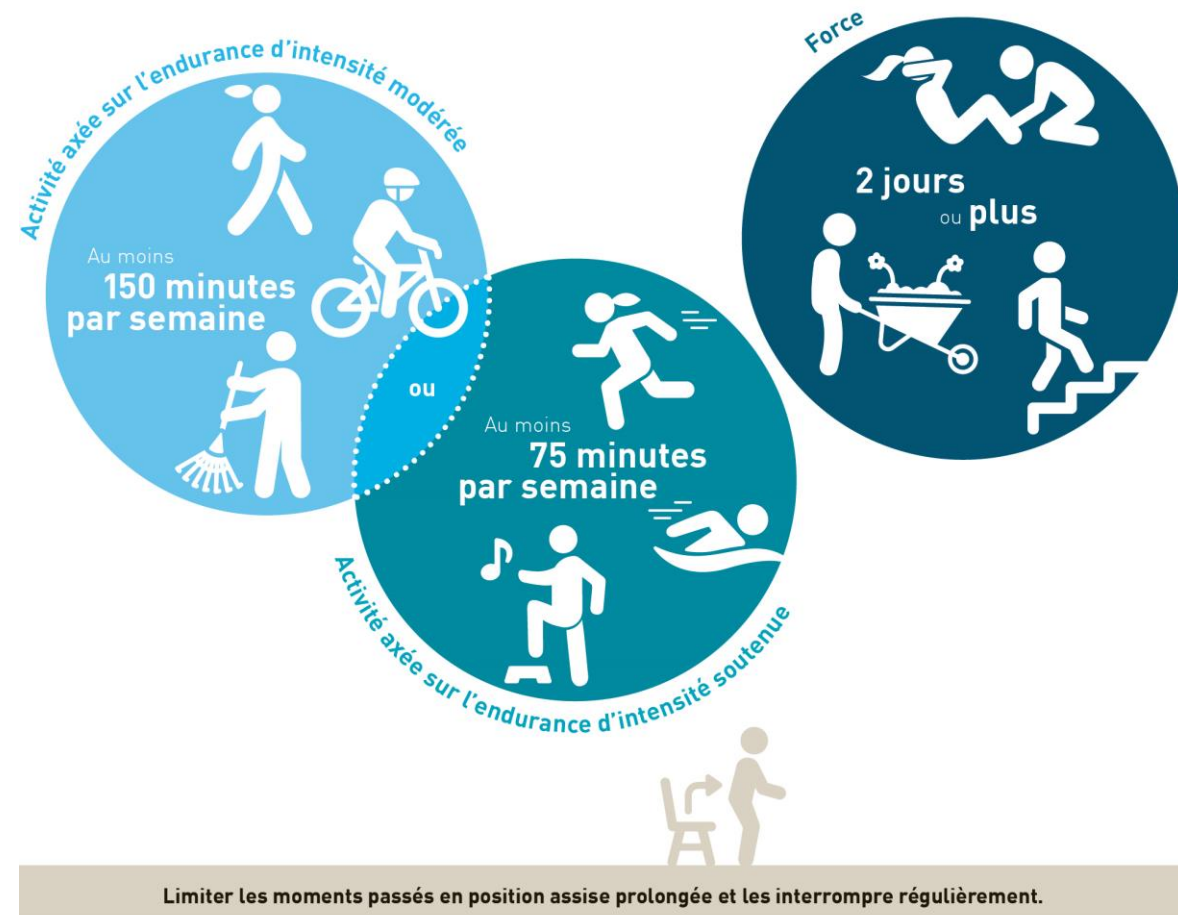 Activité axée sur l'endurance d'intensité modérée
Au moins
150 minutes
par semaine
ou
Au moins
75 minutes
par semaine
Activité axée sur l'endurance d'intensité soutenue
Force
2 jours
ou plus
Limiter les moments passés en position assise prolongée et les interrompre régulièrement.